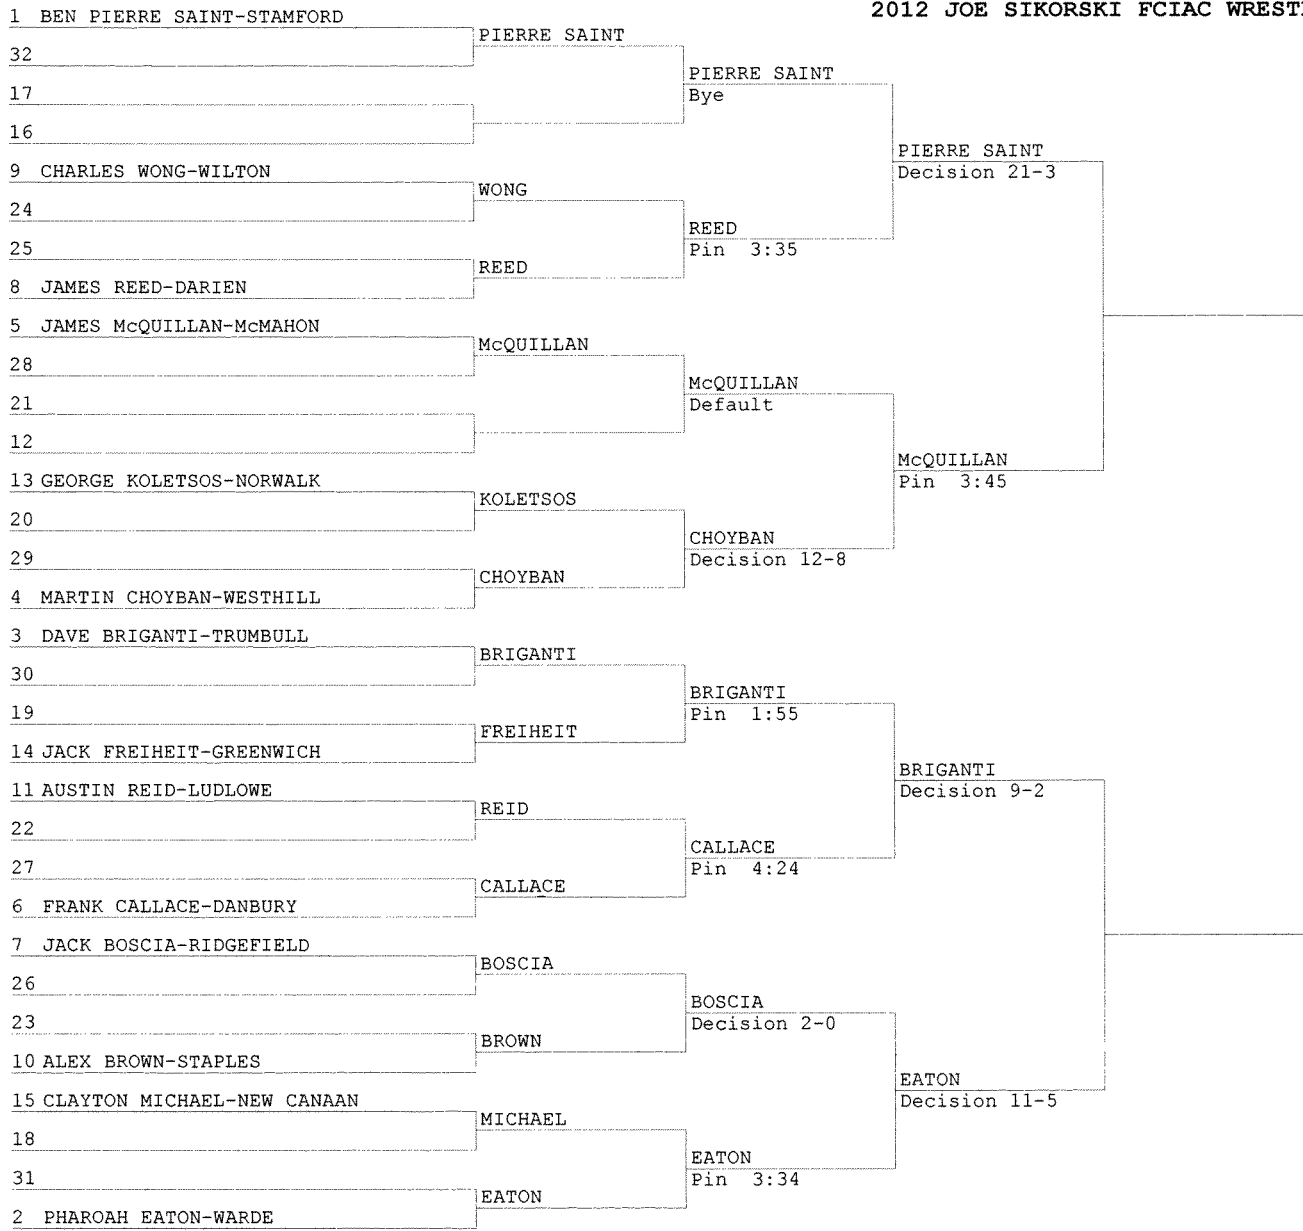 2012 JOE SIKORSKI FCIAC WREST
1 BEN PIERRE SAINT-STAMFORD
PIERRE SAINT
32
PIERRE SAINT
Bye
17
16
PIERRE SAINT
Decision 21-3
9 CHARLES WONG-WILTON
WONG
24
REED
Pin 3:35
25
REED
8 JAMES REED-DARIEN
5 JAMES McQUILLAN-McMAHON
McQUILLAN
28
McQUILLAN
Default
21
12
McQUILLAN
Pin 3:45
13 GEORGE KOLETSOS-NORWALK
KOLETSOS
20
CHOYBAN
Decision 12-8
29
CHOYBAN
4 MARTIN CHOYBAN-WESTHILL
3 DAVE BRIGANTI-TRUMBULL
BRIGANTI
30
BRIGANTI
Pin 1:55
19
FREIHEIT
14 JACK FREIHEIT-GREENWICH
BRIGANTI
Decision 9-2
11 AUSTIN REID-LUDLOWE
REID
22
CALLACE
Pin 4:24
27
CALLACE
6 FRANK CALLACE-DANBURY
7 JACK BOSCIA-RIDGEFIELD
BOSCIA
26
BOSCIA
Decision 2-0
23
BROWN
10 ALEX BROWN-STAPLES
EATON
Decision 11-5
15 CLAYTON MICHAEL-NEW CANAAN
MICHAEL
18
EATON
Pin 3:34
31
EATON
2 PHAROAH EATON-WARDE